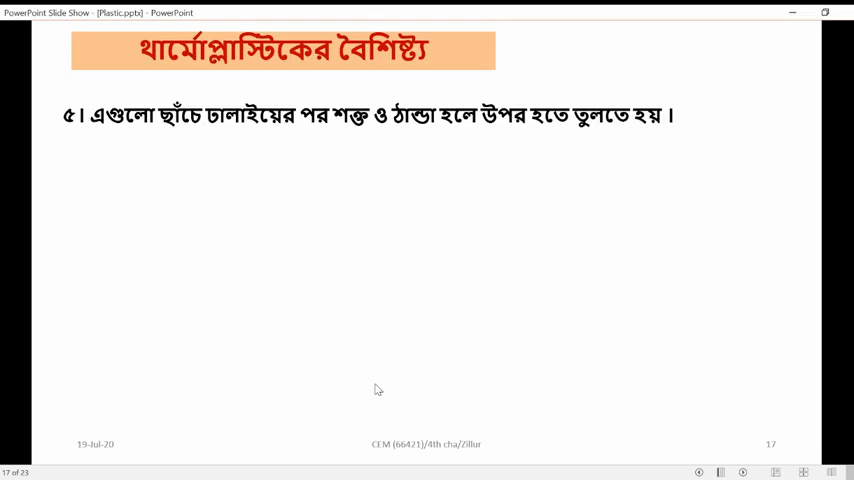 PowerPoint Slide Show - [Plastic.pptx] - PowerPoint
থার্মোপ্লাস্টিকের বৈশিষ্ট্য
৫। এগুলো ছাঁচে ঢালাইয়ের পর শক্ত ও ঠান্ডা হলে উপর হতে তুলতে হয় ।
19-Jul-20
CEM (66421)/4th cha/Zillur
17
17 of 23